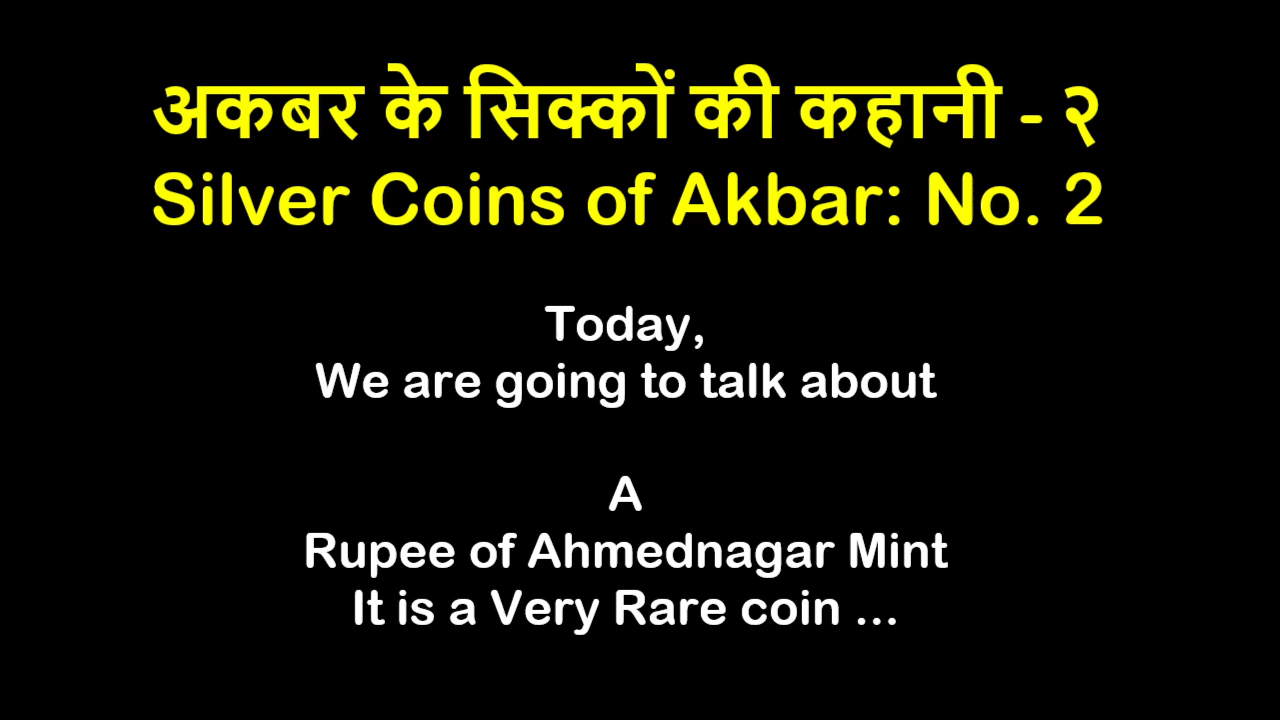 अकबर के सिक्कों की कहानी - २
Silver Coins of Akbar: No. 2
Today,
We are going to talk about
A
Rupee of Ahmednagar Mint
It is a Very Rare coin ...